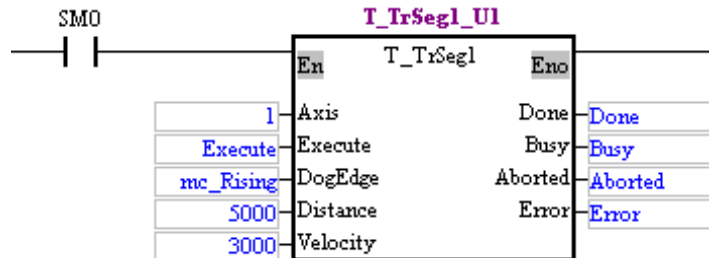 SM0
T_TrSeg1_U1
T_TrSeg1
En Eno
1 Axis Done Done
Execute Execute Busy Busy
mc_Rising DogEdge Aborted Aborted
5000 Distance Error Error
3000 Velocity